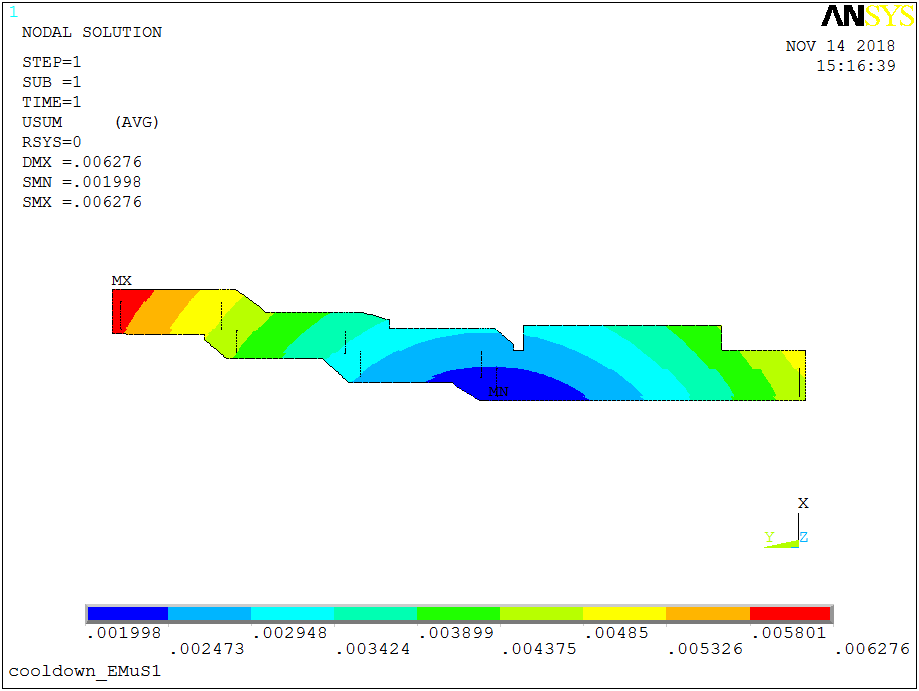 1
ANSYS
NODAL SOLUTION
NOV 14 2018
15:16:39
STEP=1
SUB =1
TIME=1
USUM (AVG)
RSYS=0
DMX =.006276
SMN =.001998
SMX =.006276
MX
MN
X
Y Z
.001998 .002948 .003899 .00485 .005801
.002473 .003424 .004375 .005326 .006276
cooldown_EMuS1